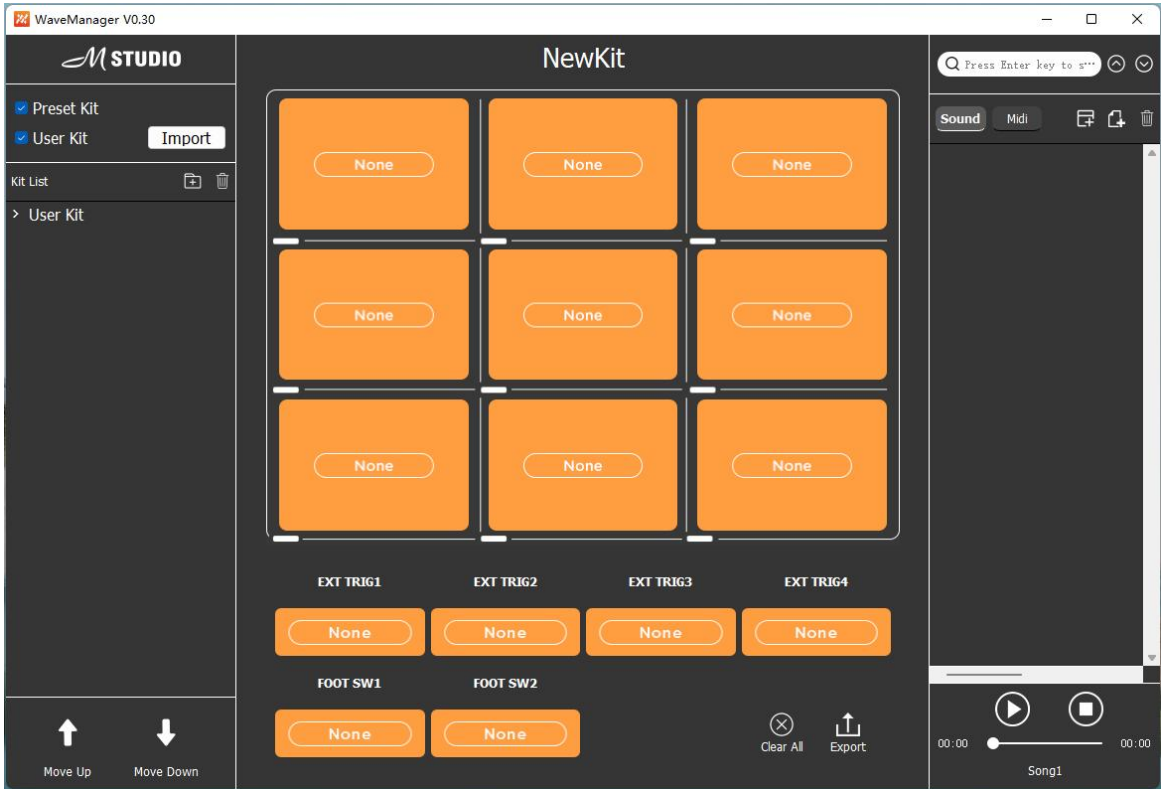 WaveManager V0.30
M STUDIO
Preset Kit
User Kit
Import
Kit List
User Kit
Move Up
Move Down
NewKit
None
None
None
None
None
None
None
None
None
EXT TRIG1
EXT TRIG2
EXT TRIG3
EXT TRIG4
None
None
None
None
FOOT SW1
FOOT SW2
None
None
Clear All
Export
Press Enter key to s···
Sound
Midi
00:00
00:00
Song1